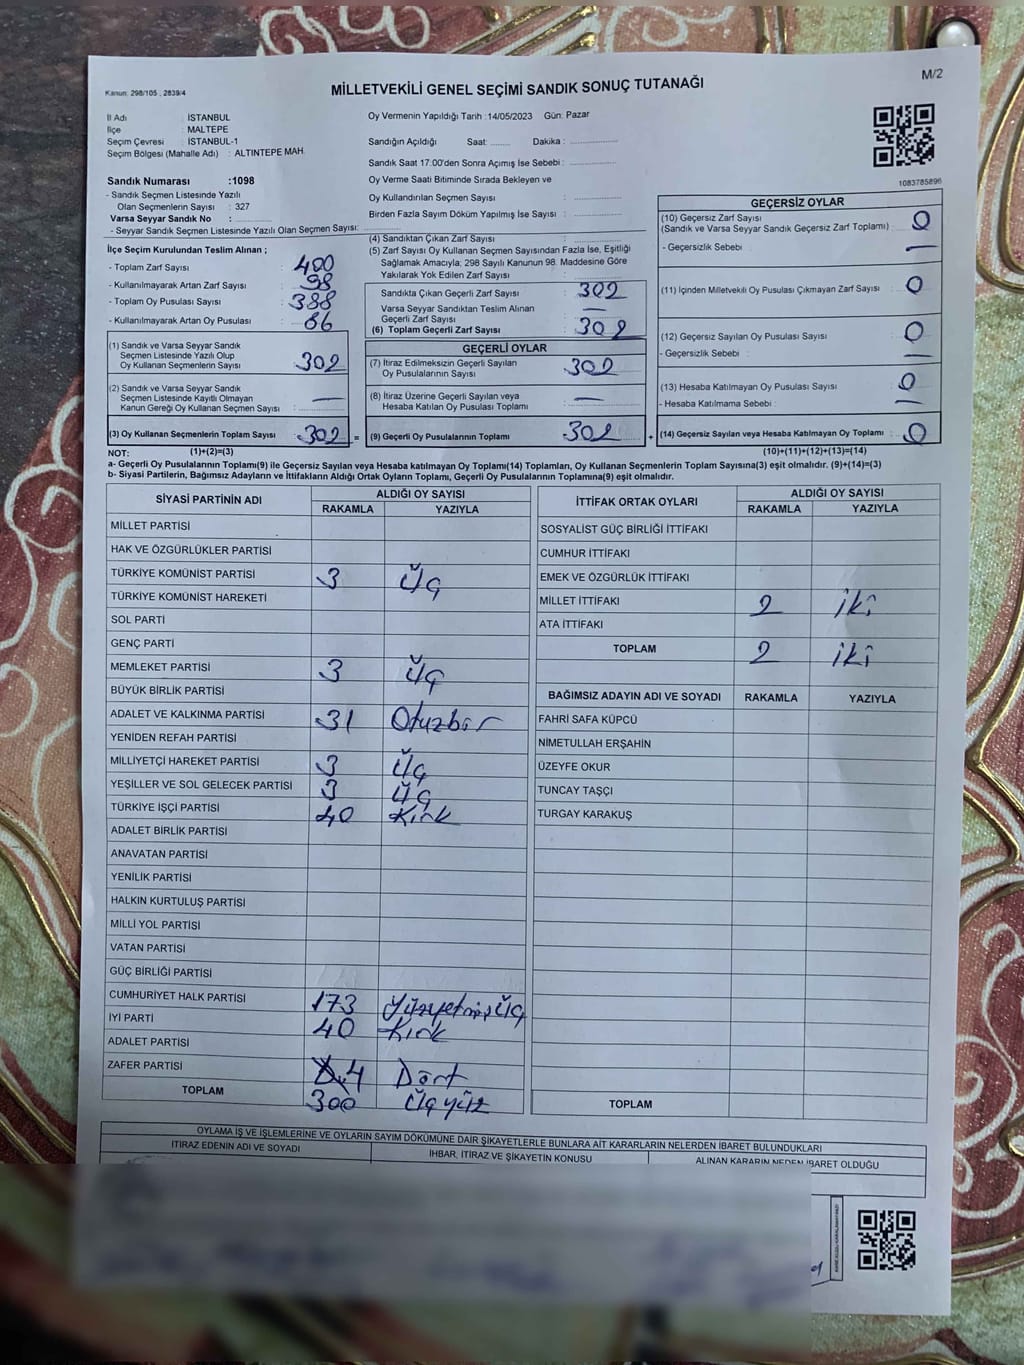 Kanun: 298/105 ; 2839/4
MİLLETVEKİLİ GENEL SEÇİMİ SANDIK SONUÇ TUTANAĞI
M/2
İl Adı : İSTANBUL
İlçe : MALTEPE
Seçim Çevresi : İSTANBUL-1
Seçim Bölgesi (Mahalle Adı) : ALTINTEPE MAH.
Sandık Numarası :1098
- Sandık Seçmen Listesinde Yazılı
Olan Seçmenlerin Sayısı : 327
Varsa Seyyar Sandık No :
- Seyyar Sandık Seçmen Listesinde Yazılı Olan Seçmen Sayısı:
Oy Vermenin Yapıldığı Tarih :14/05/2023 Gün: Pazar
Sandığın Açıldığı Saat: Dakika :
Sandık Saat 17:00'den Sonra Açımış İse Sebebi :
Oy Verme Saati Bitiminde Sırada Bekleyen ve
Oy Kullandırılan Seçmen Sayısı :
Birden Fazla Sayım Döküm Yapılmış İse Sayısı :
1083785896
İlçe Seçim Kurulundan Teslim Alınan ;
- Toplam Zarf Sayısı : 400
- Kullanılmayarak Artan Zarf Sayısı : 98
- Toplam Oy Pusulası Sayısı : 388
- Kullanılmayarak Artan Oy Pusulası : 86
(4) Sandıktan Çıkan Zarf Sayısı :
(5) Zarf Sayısı Oy Kullanan Seçmen Sayısından Fazla İse, Eşitliği
Sağlamak Amacıyla; 298 Sayılı Kanunun 98. Maddesine Göre
Yakılarak Yok Edilen Zarf Sayısı :
Sandıkta Çıkan Geçerli Zarf Sayısı : 302
Varsa Seyyar Sandıktan Teslim Alınan
Geçerli Zarf Sayısı : —
(6) Toplam Geçerli Zarf Sayısı : 302
GEÇERSİZ OYLAR
(10) Geçersiz Zarf Sayısı
(Sandık ve Varsa Seyyar Sandık Geçersiz Zarf Toplamı) : 0
- Geçersizlik Sebebi : —
(11) İçinden Milletvekili Oy Pusulası Çıkmayan Zarf Sayısı : 0
(12) Geçersiz Sayılan Oy Pusulası Sayısı : 0
- Geçersizlik Sebebi : —
(13) Hesaba Katılmayan Oy Pusulası Sayısı : 0
- Hesaba Katılmama Sebebi : —
(14) Geçersiz Sayılan veya Hesaba Katılmayan Oy Toplamı : 0
(1) Sandık ve Varsa Seyyar Sandık
Seçmen Listesinde Yazılı Olup
Oy Kullanan Seçmenlerin Sayısı : 302
(2) Sandık ve Varsa Seyyar Sandık
Seçmen Listesinde Kayıtlı Olmayan
Kanun Gereği Oy Kullanan Seçmen Sayısı : —
(3) Oy Kullanan Seçmenlerin Toplam Sayısı : 302 =
GEÇERLİ OYLAR
(7) İtiraz Edilmeksizin Geçerli Sayılan
Oy Pusulalarının Sayısı : 302
(8) İtiraz Üzerine Geçerli Sayılan veya
Hesaba Katılan Oy Pusulası Toplamı : —
(9) Geçerli Oy Pusulalarının Toplamı : 302 +
NOT: (1)+(2)=(3) (10)+(11)+(12)+(13)=(14)
a- Geçerli Oy Pusulalarının Toplamı(9) ile Geçersiz Sayılan veya Hesaba katılmayan Oy Toplamı(14) Toplamları, Oy Kullanan Seçmenlerin Toplam Sayısına(3) eşit olmalıdır. (9)+(14)=(3)
b- Siyasi Partilerin, Bağımsız Adayların ve İttifakların Aldığı Ortak Oyların Toplamı, Geçerli Oy Pusulalarının Toplamına(9) eşit olmalıdır.
SİYASİ PARTİNİN ADI ALDIĞI OY SAYISI
RAKAMLA YAZIYLA
MİLLET PARTİSİ
HAK VE ÖZGÜRLÜKLER PARTİSİ
TÜRKİYE KOMÜNİST PARTİSİ 3 Üç
TÜRKİYE KOMÜNİST HAREKETİ
SOL PARTİ
GENÇ PARTİ
MEMLEKET PARTİSİ 3 Üç
BÜYÜK BİRLİK PARTİSİ
ADALET VE KALKINMA PARTİSİ 31 Otuzbir
YENİDEN REFAH PARTİSİ
MİLLİYETÇİ HAREKET PARTİSİ 3 Üç
YEŞİLLER VE SOL GELECEK PARTİSİ 3 Üç
TÜRKİYE İŞÇİ PARTİSİ 40 Kırk
ADALET BİRLİK PARTİSİ
ANAVATAN PARTİSİ
YENİLİK PARTİSİ
HALKIN KURTULUŞ PARTİSİ
MİLLİ YOL PARTİSİ
VATAN PARTİSİ
GÜÇ BİRLİĞİ PARTİSİ
CUMHURİYET HALK PARTİSİ 173 Yüzyetmişüç
İYİ PARTİ 40 Kırk
ADALET PARTİSİ
ZAFER PARTİSİ 4 Dört
TOPLAM 300 Üçyüz
İTTİFAK ORTAK OYLARI ALDIĞI OY SAYISI
RAKAMLA YAZIYLA
SOSYALİST GÜÇ BİRLİĞİ İTTİFAKI
CUMHUR İTTİFAKI
EMEK VE ÖZGÜRLÜK İTTİFAKI
MİLLET İTTİFAKI 2 iki
ATA İTTİFAKI
TOPLAM 2 iki
BAĞIMSIZ ADAYIN ADI VE SOYADI RAKAMLA YAZIYLA
FAHRİ SAFA KÜPCÜ
NİMETULLAH ERŞAHİN
ÜZEYFE OKUR
TUNCAY TAŞÇI
TURGAY KARAKUŞ
TOPLAM
OYLAMA İŞ VE İŞLEMLERİNE VE OYLARIN SAYIM DÖKÜMÜNE DAİR ŞİKAYETLERLE BUNLARA AİT KARARLARIN NELERDEN İBARET BULUNDUKLARI
İTİRAZ EDENİN ADI VE SOYADI İHBAR, İTİRAZ VE ŞİKAYETİN KONUSU ALINAN KARARIN NEDEN İBARET OLDUĞU